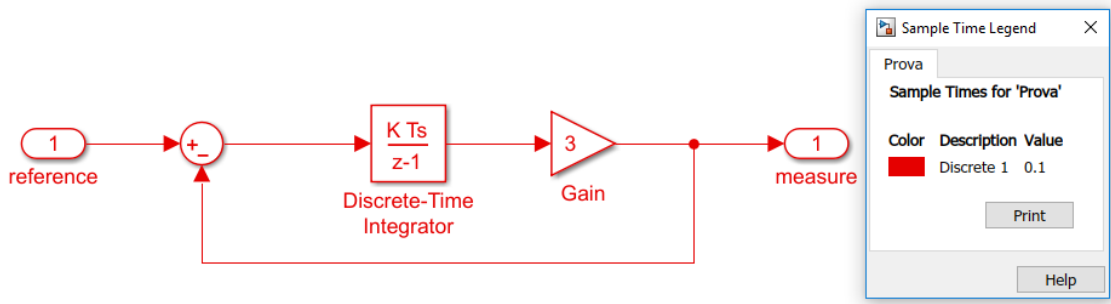 1
reference
+
−
K Ts
z-1
Discrete-Time
Integrator
3
Gain
1
measure
Sample Time Legend
Prova
Sample Times for 'Prova'
Color Description Value
Discrete 1 0.1
Print
Help